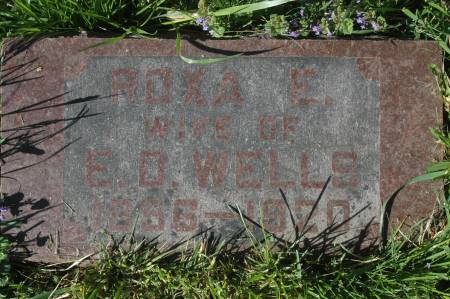 ROXA E.
WIFE OF
E.D. WELLS